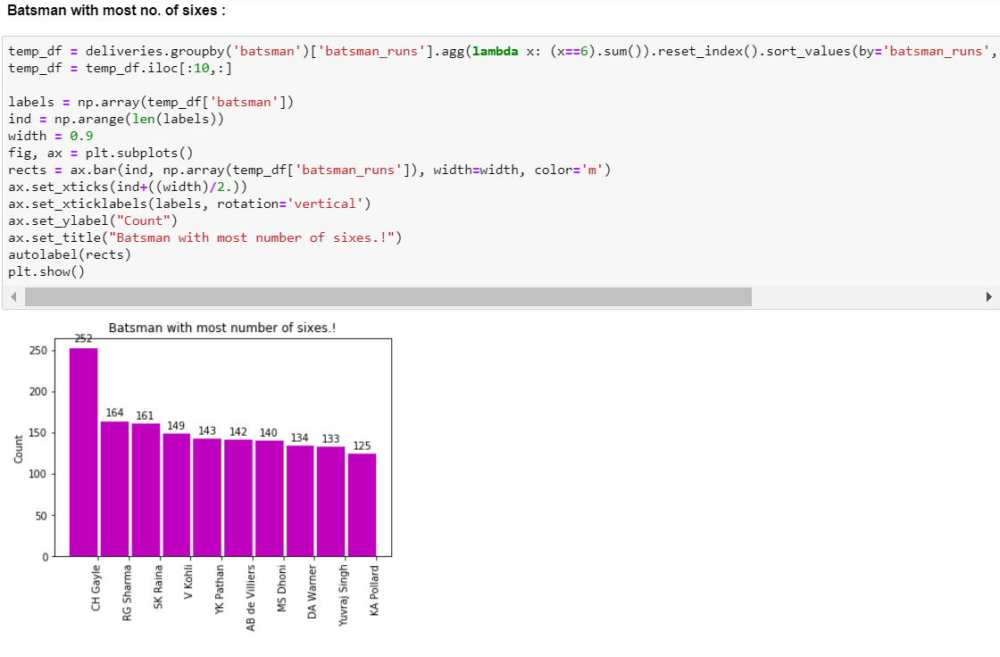 Batsman with most no. of sixes :
temp_df = deliveries.groupby('batsman')['batsman_runs'].agg(lambda x: (x==6).sum()).reset_index().sort_values(by='batsman_runs',
temp_df = temp_df.iloc[:10,:]
labels = np.array(temp_df['batsman'])
ind = np.arange(len(labels))
width = 0.9
fig, ax = plt.subplots()
rects = ax.bar(ind, np.array(temp_df['batsman_runs']), width=width, color='m')
ax.set_xticks(ind+((width)/2.))
ax.set_xticklabels(labels, rotation='vertical')
ax.set_ylabel("Count")
ax.set_title("Batsman with most number of sixes.!")
autolabel(rects)
plt.show()
Batsman with most number of sixes.!
252
164
161
149
143
142
140
134
133
125
250
200
150
100
50
0
Count
CH Gayle
RG Sharma
SK Raina
V Kohli
YK Pathan
AB de Villiers
MS Dhoni
DA Warner
Yuvraj Singh
KA Pollard